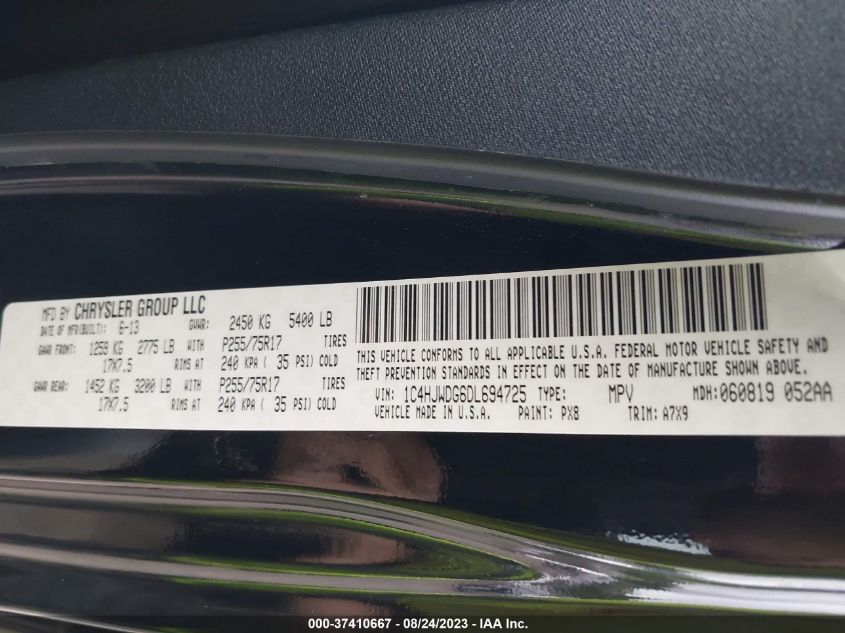 MFD BY CHRYSLER GROUP LLC
DATE OF MFR(BUILT): 6-13 GVWR: 2450 KG 5400 LB
GAWR FRONT: 1259 KG 2775 LB WITH P255/75R17 TIRES
17X7.5 RIMS AT 240 KPA ( 35 PSI) COLD
GAWR REAR: 1452 KG 3200 LB WITH P255/75R17 TIRES
17X7.5 RIMS AT 240 KPA ( 35 PSI) COLD
THIS VEHICLE CONFORMS TO ALL APPLICABLE U.S.A. FEDERAL MOTOR VEHICLE SAFETY AND
THEFT PREVENTION STANDARDS IN EFFECT ON THE DATE OF MANUFACTURE SHOWN ABOVE.
VIN: 1C4HJWDG6DL694725 TYPE: MPV MDH:060819 052AA
VEHICLE MADE IN U.S.A. PAINT: PX8 TRIM: A7X9
000-37410667 - 08/24/2023 - IAA Inc.